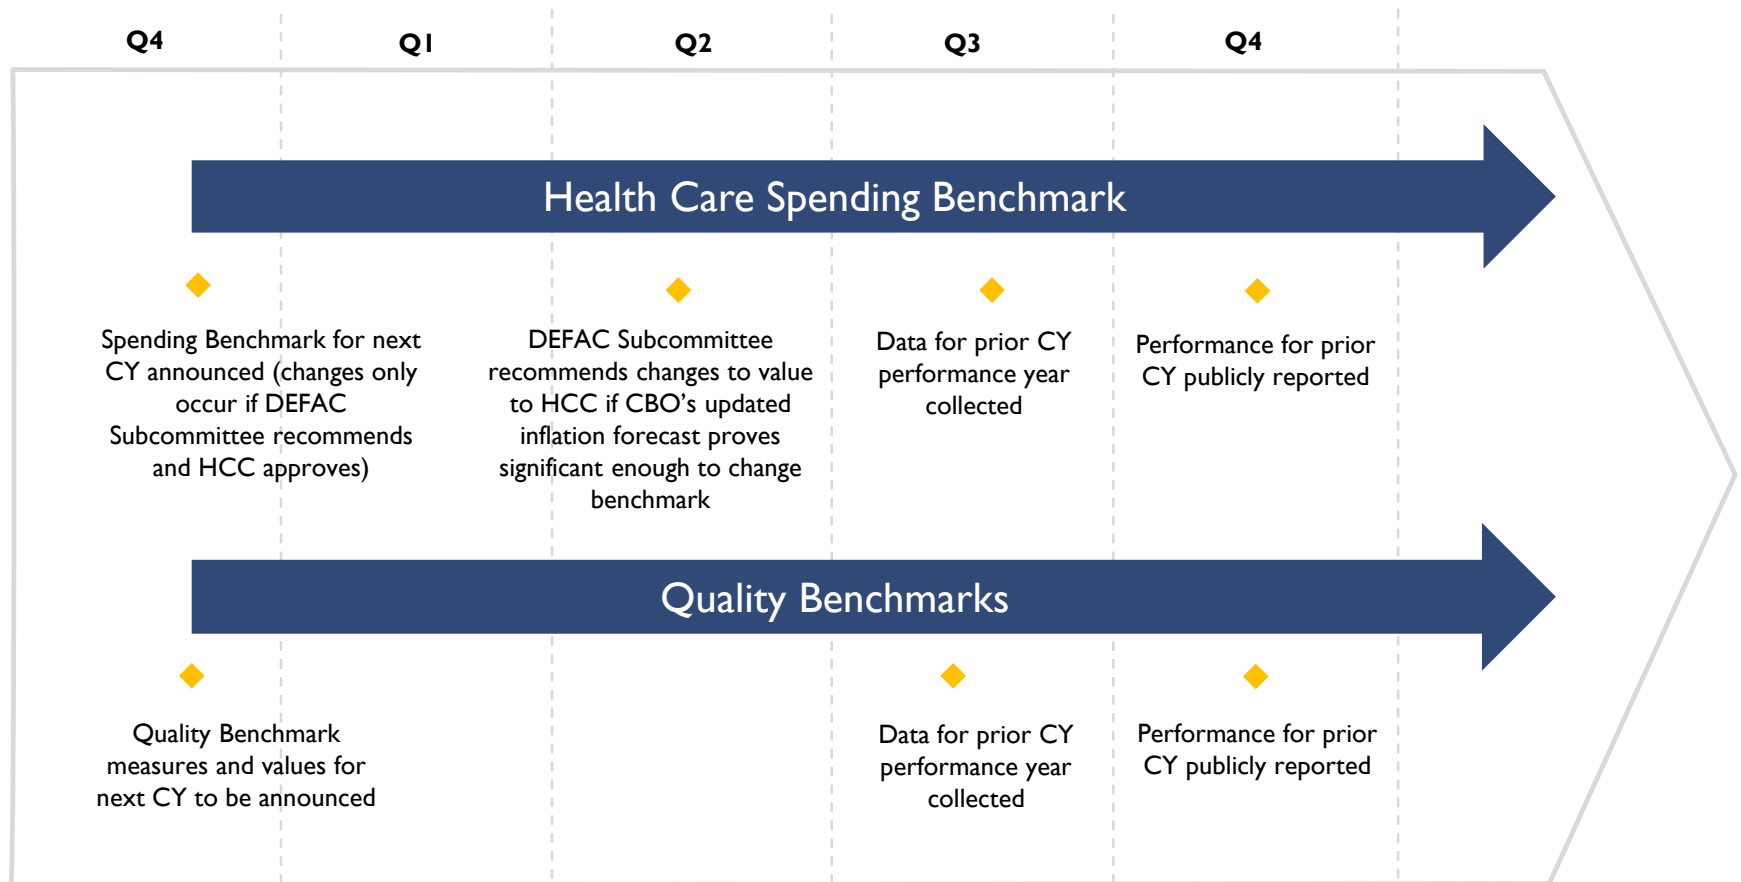 Q4
Q1
Q2
Q3
Q4
Health Care Spending Benchmark
Spending Benchmark for next
CY announced (changes only
occur if DEFAC
Subcommittee recommends
and HCC approves)
DEFAC Subcommittee
recommends changes to value
to HCC if CBO’s updated
inflation forecast proves
significant enough to change
benchmark
Data for prior CY
performance year
collected
Performance for prior
CY publicly reported
Quality Benchmarks
Quality Benchmark
measures and values for
next CY to be announced
Data for prior CY
performance year
collected
Performance for prior
CY publicly reported